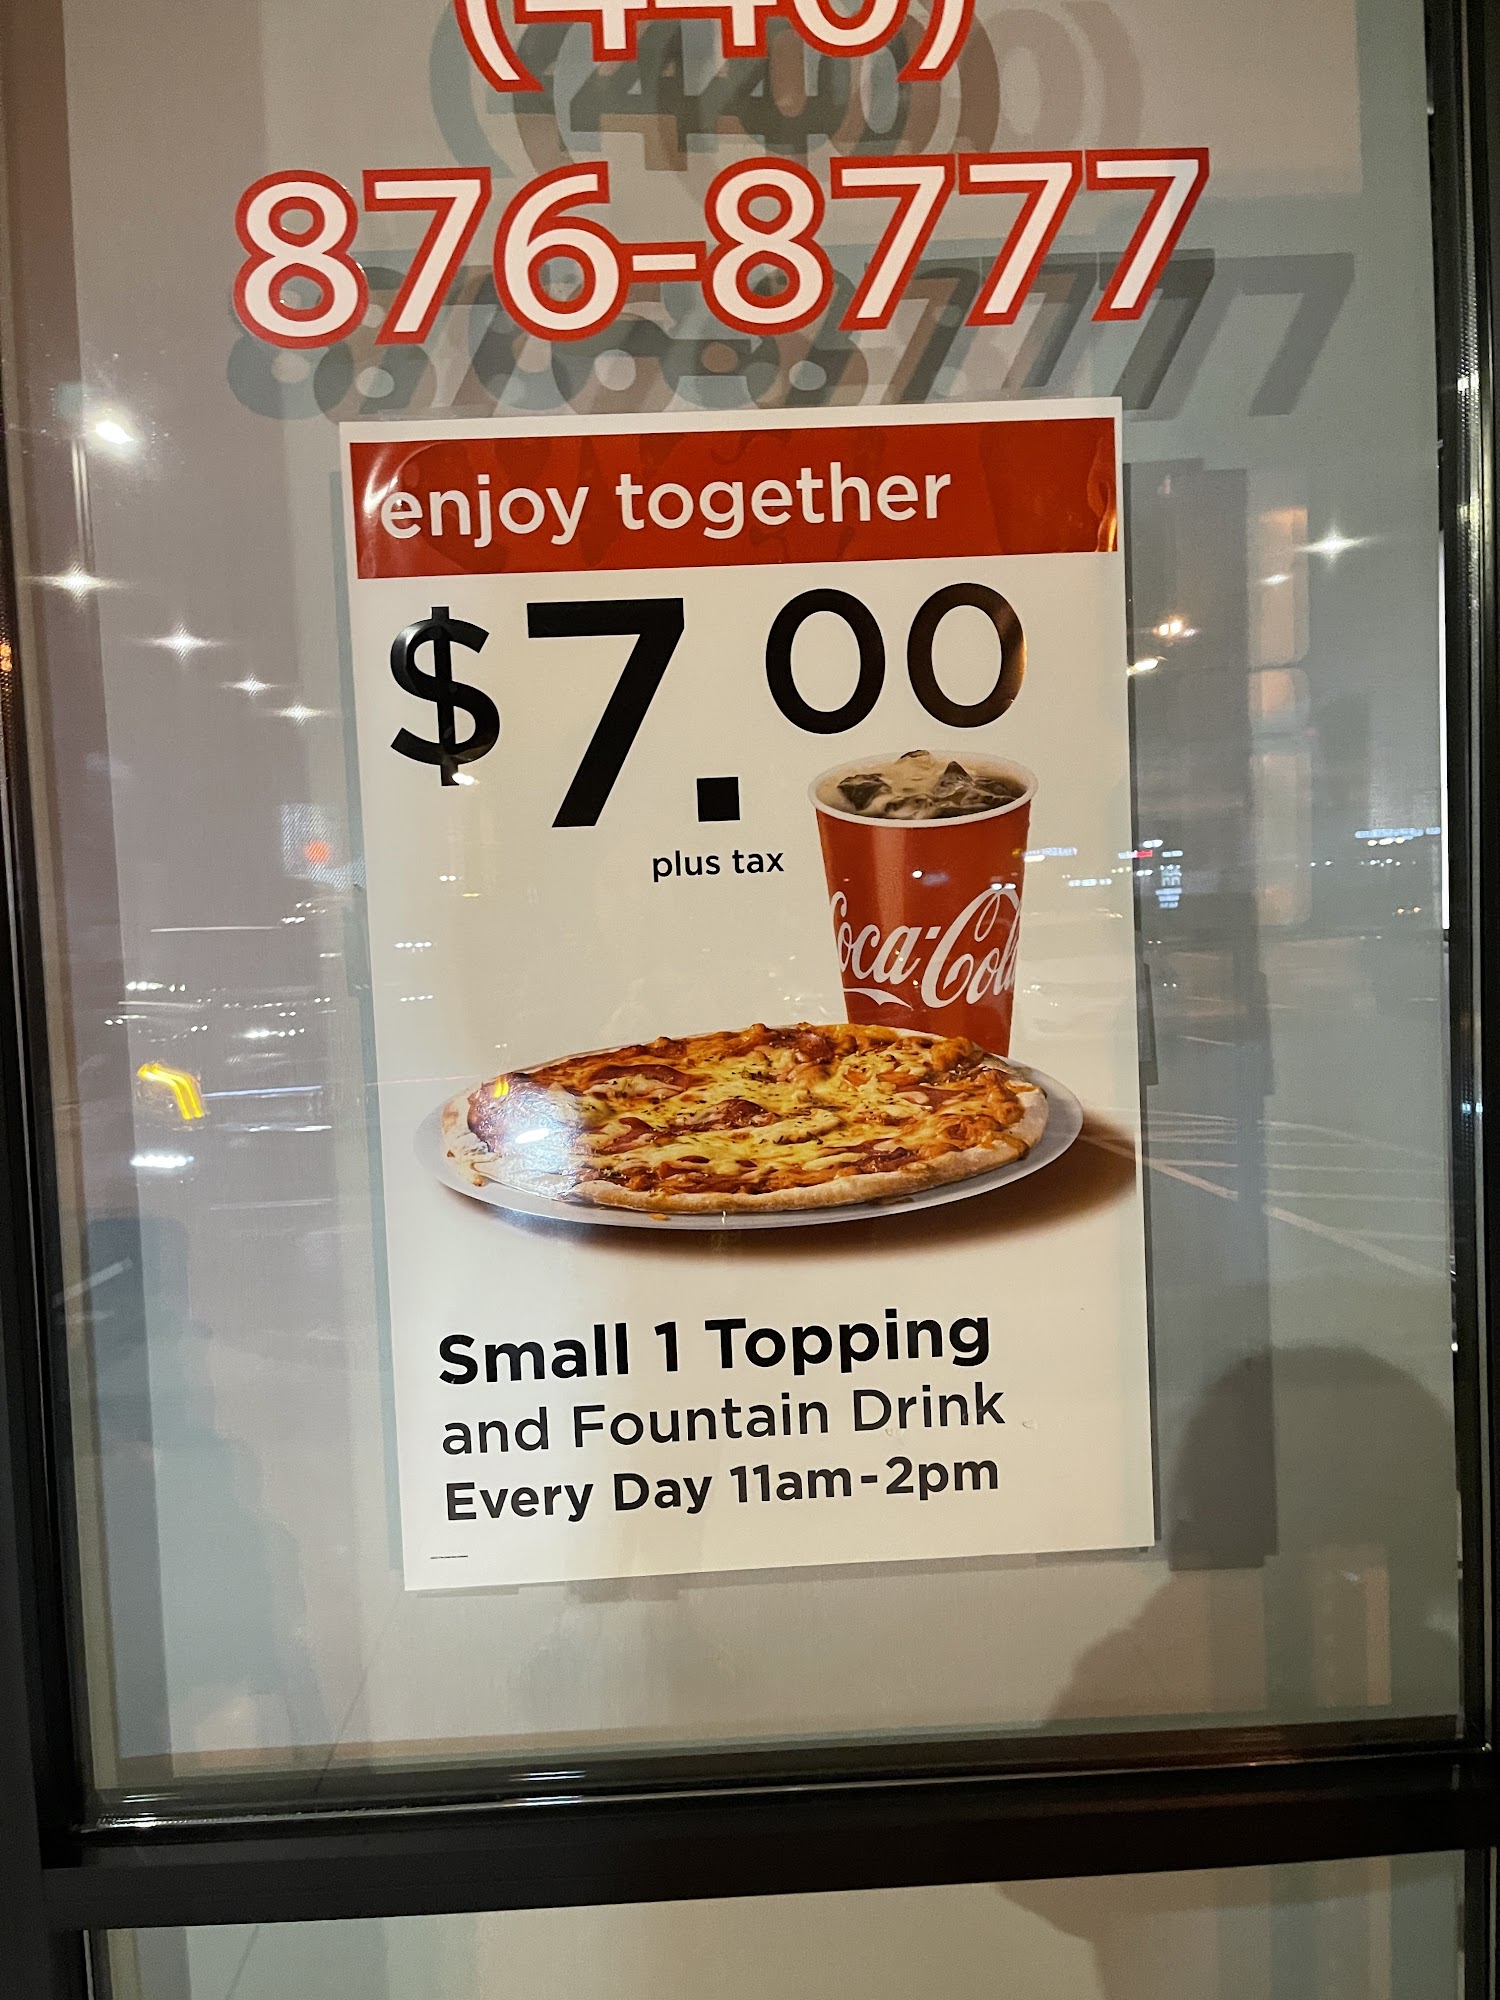 (440)
876-8777
enjoy together
$7.00
plus tax
Coca-Cola
Small 1 Topping
and Fountain Drink
Every Day 11am-2pm